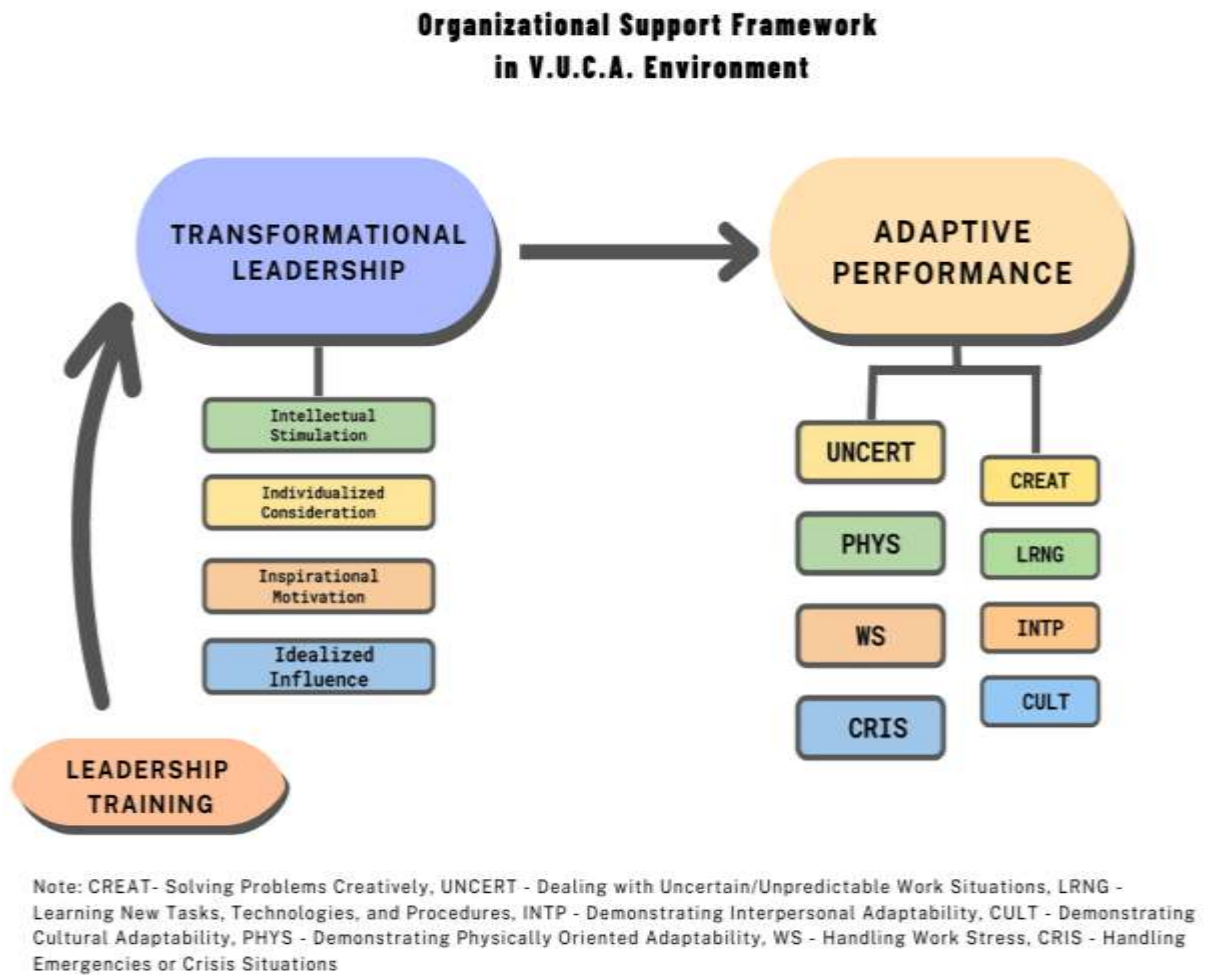 Organizational Support Framework
in V.U.C.A. Environment
TRANSFORMATIONAL
LEADERSHIP
ADAPTIVE
PERFORMANCE
Intellectual
Stimulation
Individualized
Consideration
Inspirational
Motivation
Idealized
Influence
UNCERT
PHYS
WS
CRIS
CREAT
LRNG
INTP
CULT
LEADERSHIP
TRAINING
Note: CREAT- Solving Problems Creatively, UNCERT - Dealing with Uncertain/Unpredictable Work Situations, LRNG -
Learning New Tasks, Technologies, and Procedures, INTP - Demonstrating Interpersonal Adaptability, CULT - Demonstrating
Cultural Adaptability, PHYS - Demonstrating Physically Oriented Adaptability, WS - Handling Work Stress, CRIS - Handling
Emergencies or Crisis Situations